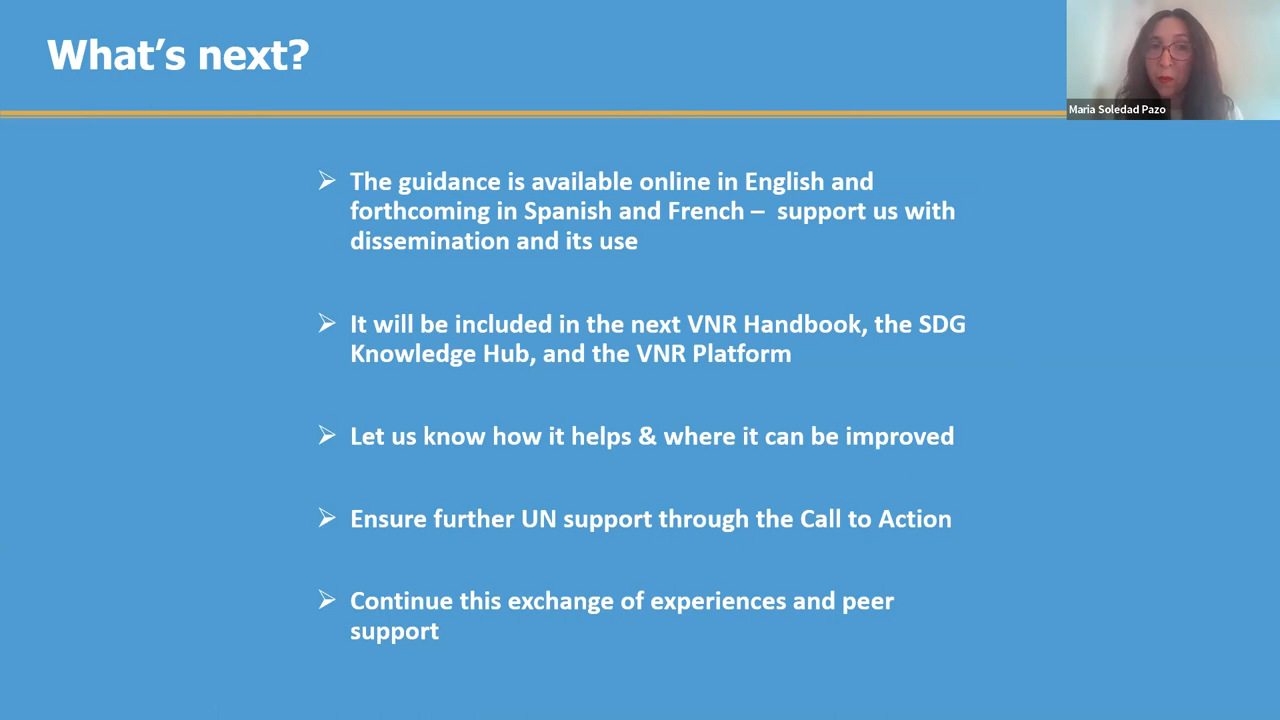 What's next?
Maria Soledad Pazo
➢ The guidance is available online in English and
forthcoming in Spanish and French –  support us with
dissemination and its use
➢ It will be included in the next VNR Handbook, the SDG
Knowledge Hub, and the VNR Platform
➢ Let us know how it helps & where it can be improved
➢ Ensure further UN support through the Call to Action
➢ Continue this exchange of experiences and peer
support